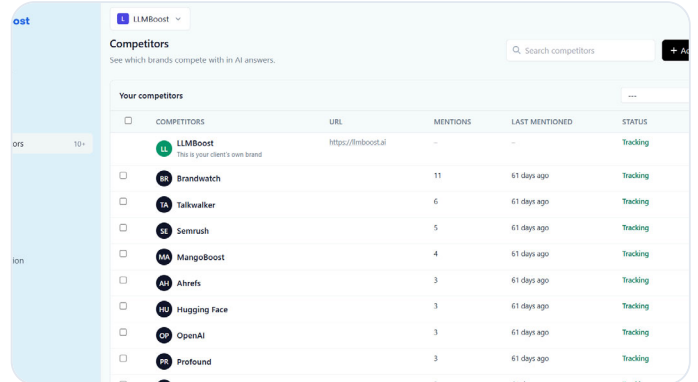 ost
L LLMBoost
Competitors
See which brands compete with in AI answers.
Search competitors
+ Ad
Your competitors
---
COMPETITORS URL MENTIONS LAST MENTIONED STATUS
ors 10+
LL LLMBoost https://llmboost.ai - - Tracking
This is your client's own brand
BR Brandwatch 11 61 days ago Tracking
TA Talkwalker 6 61 days ago Tracking
SE Semrush 5 61 days ago Tracking
ion
MA MangoBoost 4 61 days ago Tracking
AH Ahrefs 3 61 days ago Tracking
HU Hugging Face 3 61 days ago Tracking
OP OpenAI 3 61 days ago Tracking
PR Profound 3 61 days ago Tracking